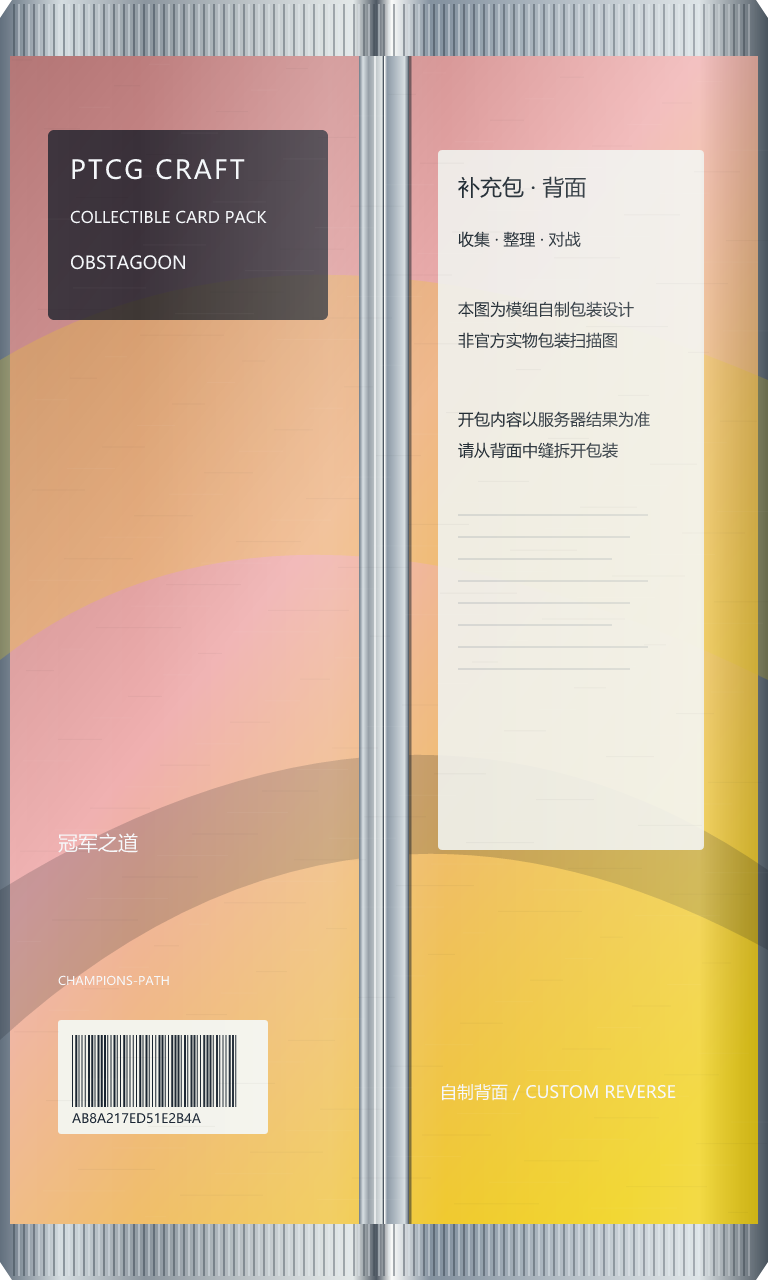 PTCG CRAFT
COLLECTIBLE CARD PACK
OBSTAGOON
冠军之道
CHAMPIONS-PATH
AB8A217ED51E2B4A
补充包 · 背面
收集 · 整理 · 对战
本图为模组自制包装设计
非官方实物包装扫描图
开包内容以服务器结果为准
请从背面中缝拆开包装
自制背面 / CUSTOM REVERSE